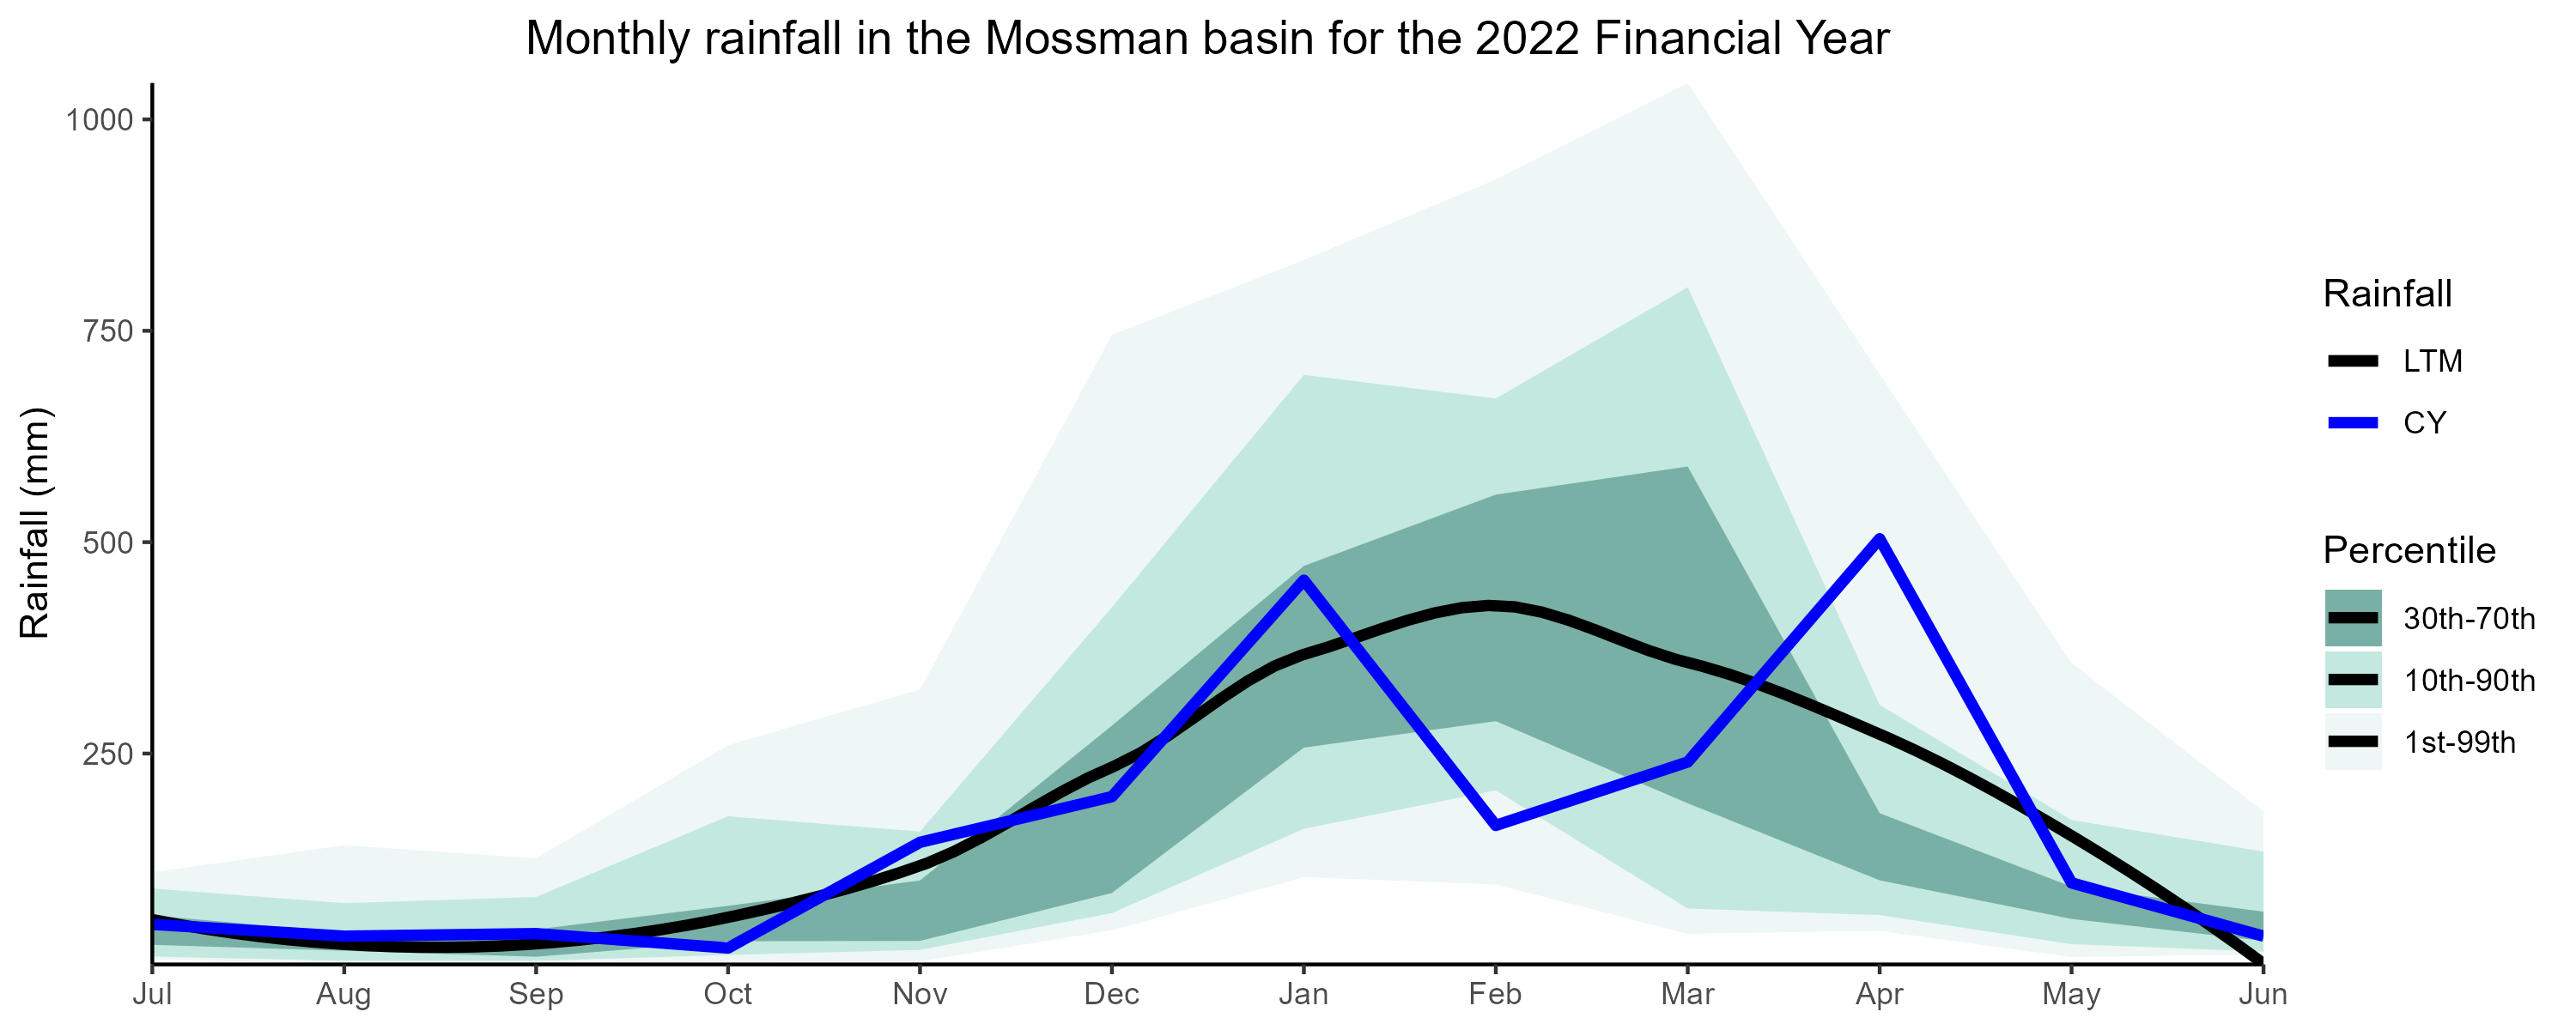 Monthly rainfall in the Mossman basin for the 2022 Financial Year
Rainfall (mm)
1000
750
500
250
Jul Aug Sep Oct Nov Dec Jan Feb Mar Apr May Jun
Rainfall
LTM
CY
Percentile
30th-70th
10th-90th
1st-99th